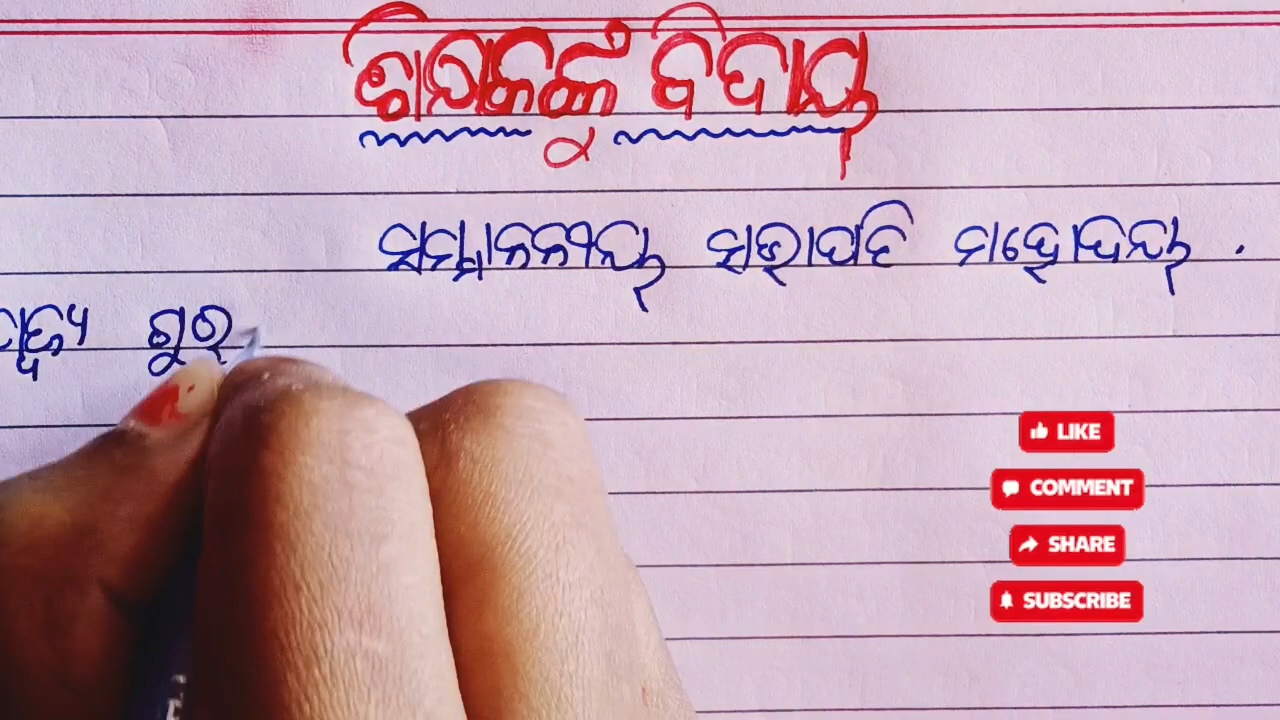 ଶିକ୍ଷକଙ୍କୁ ବିଦାୟ
ସମ୍ମାନନୀୟ ସଭାପତି ମହୋଦୟ .
ଗୁର
LIKE
COMMENT
SHARE
SUBSCRIBE